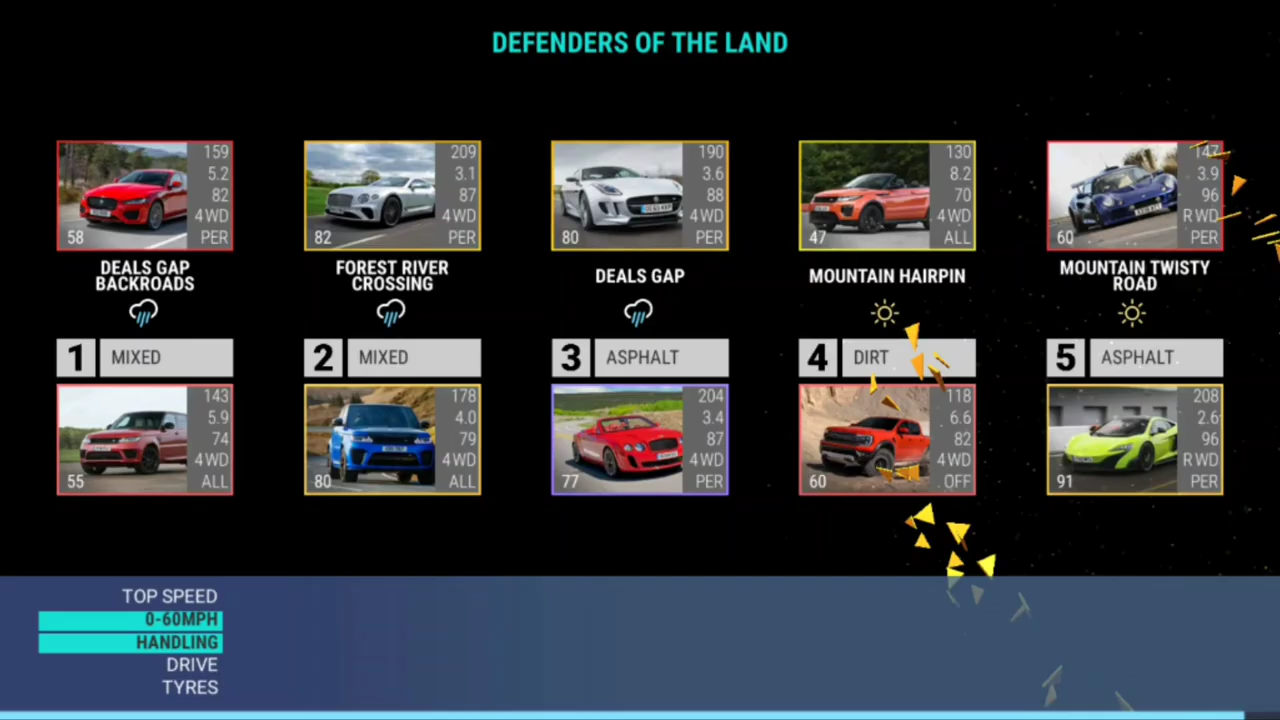 DEFENDERS OF THE LAND
159
5.2
82
4WD
58 PER
209
3.1
87
4WD
82 PER
190
3.6
88
4WD
80 PER
130
8.2
70
4WD
47 ALL
147
3.9
96
RWD
60 PER
DEALS GAP
BACKROADS
FOREST RIVER
CROSSING
DEALS GAP
MOUNTAIN HAIRPIN
MOUNTAIN TWISTY
ROAD
1 MIXED
2 MIXED
3 ASPHALT
4 DIRT
5 ASPHALT
143
5.9
74
4WD
55 ALL
178
4.0
79
4WD
80 ALL
204
3.4
87
4WD
77 PER
118
6.6
82
4WD
60 OFF
208
2.6
96
RWD
91 PER
TOP SPEED
0-60MPH
HANDLING
DRIVE
TYRES